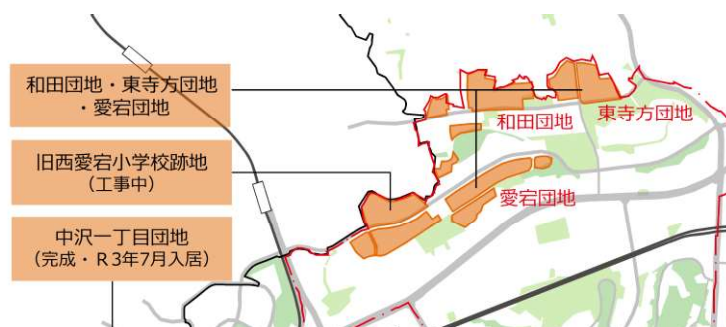 和田団地・東寺方団地
・愛宕団地
旧西愛宕小学校跡地
(工事中)
中沢一丁目団地
(完成・R3年7月入居)
和田団地
東寺方団地
愛宕団地